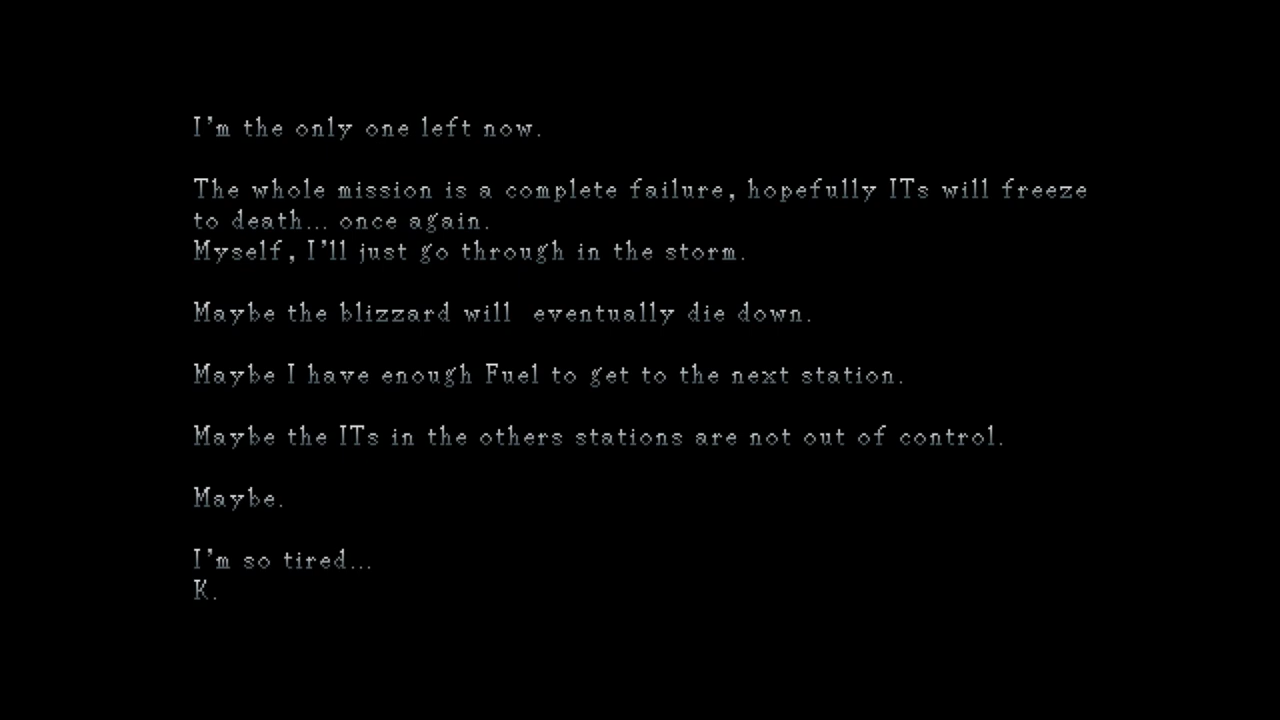 I'm the only one left now.
The whole mission is a complete failure, hopefully ITs will freeze
to death... once again.
Myself, I'll just go through in the storm.
Maybe the blizzard will  eventually die down.
Maybe I have enough Fuel to get to the next station.
Maybe the ITs in the others stations are not out of control.
Maybe.
I'm so tired...
K.